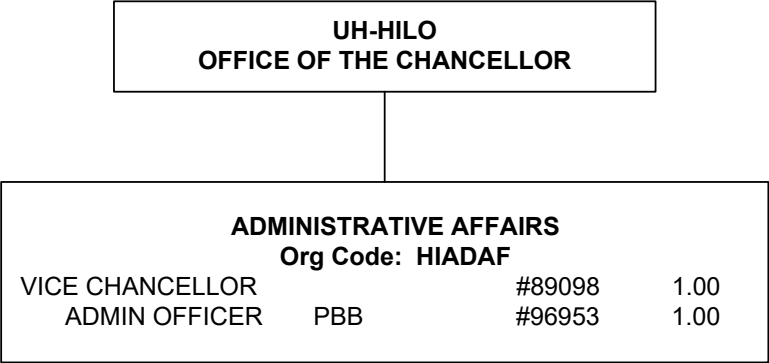 UH-HILO
OFFICE OF THE CHANCELLOR
ADMINISTRATIVE AFFAIRS
Org Code: HIADAF
VICE CHANCELLOR #89098 1.00
ADMIN OFFICER PBB #96953 1.00